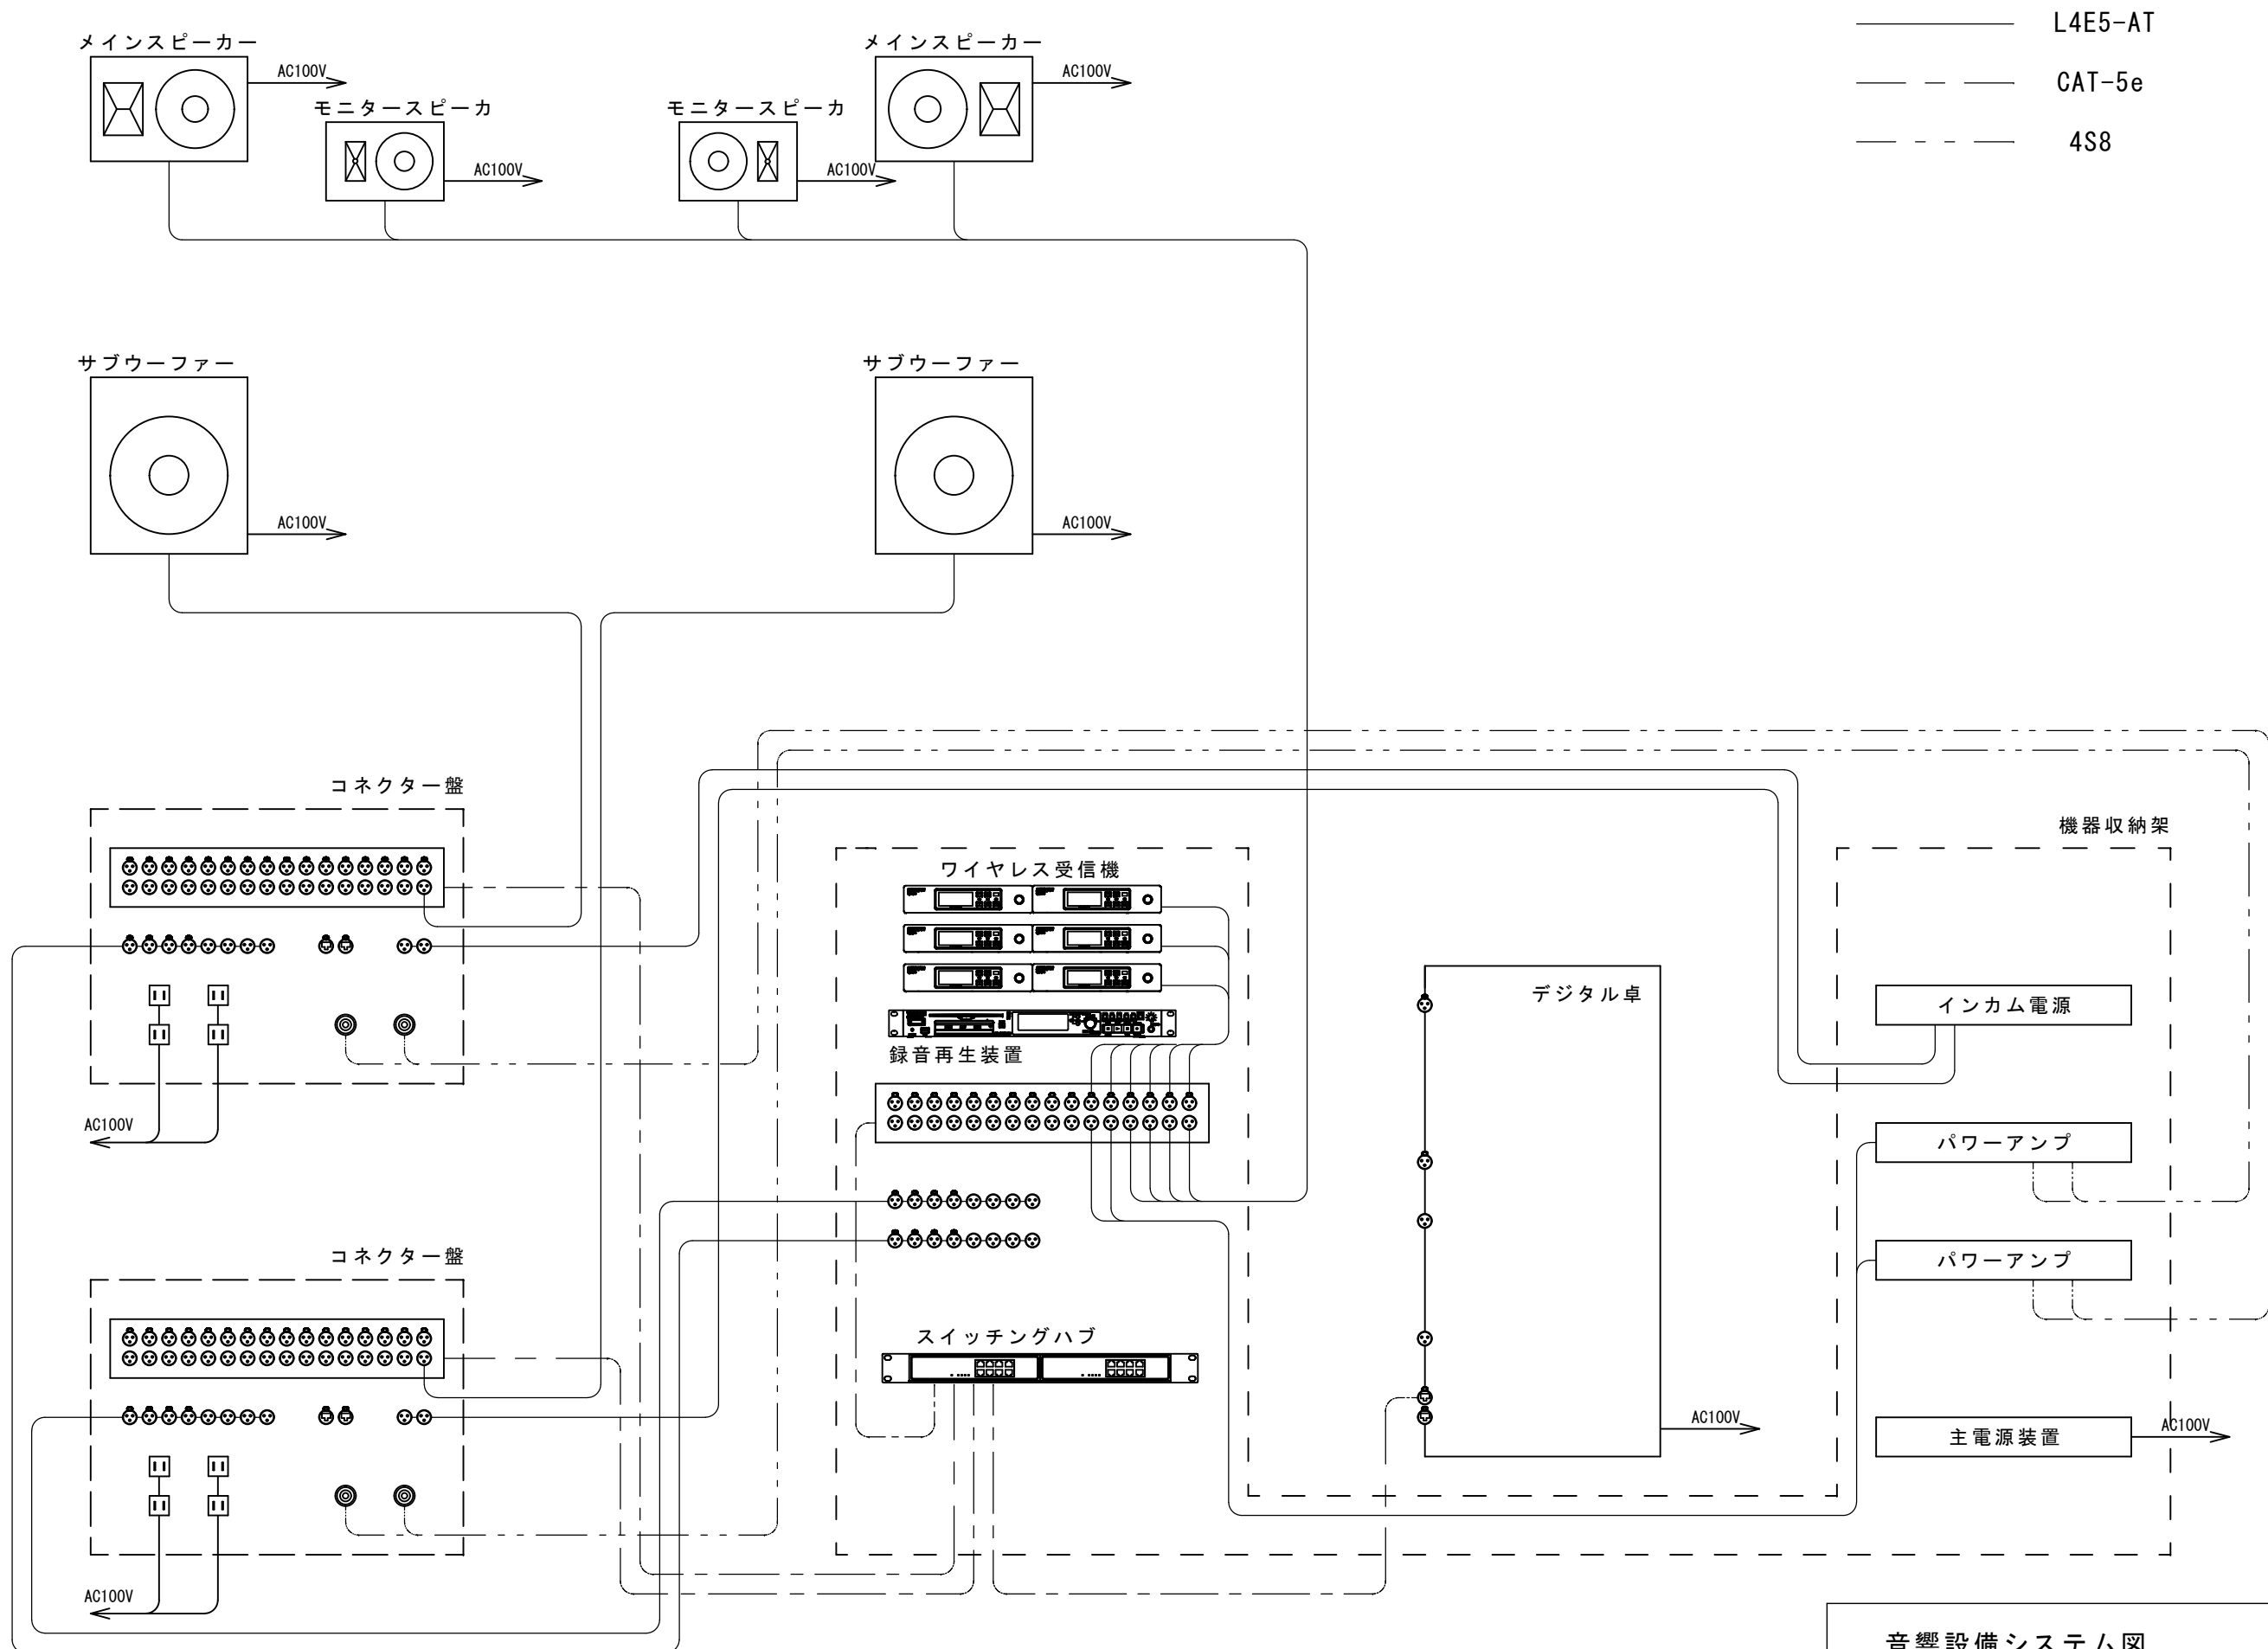 L4E5-AT
メインスピーカー
メインスピーカー
AC100V
AC100V
CAT-5e
モニタースピーカ
モニタースピーカ
4S8
AC100V
AC100V
サブウーファー
サブウーファー
AC100V
AC100V
コネクター盤
機器収納架
ワイヤレス受信機
デジタル卓
インカム電源
録音再生装置
AC100V
パワーアンプ
コネクター盤
パワーアンプ
スイッチングハブ
AC100V
AC100V
主電源装置
AC100V
音響設備システム図